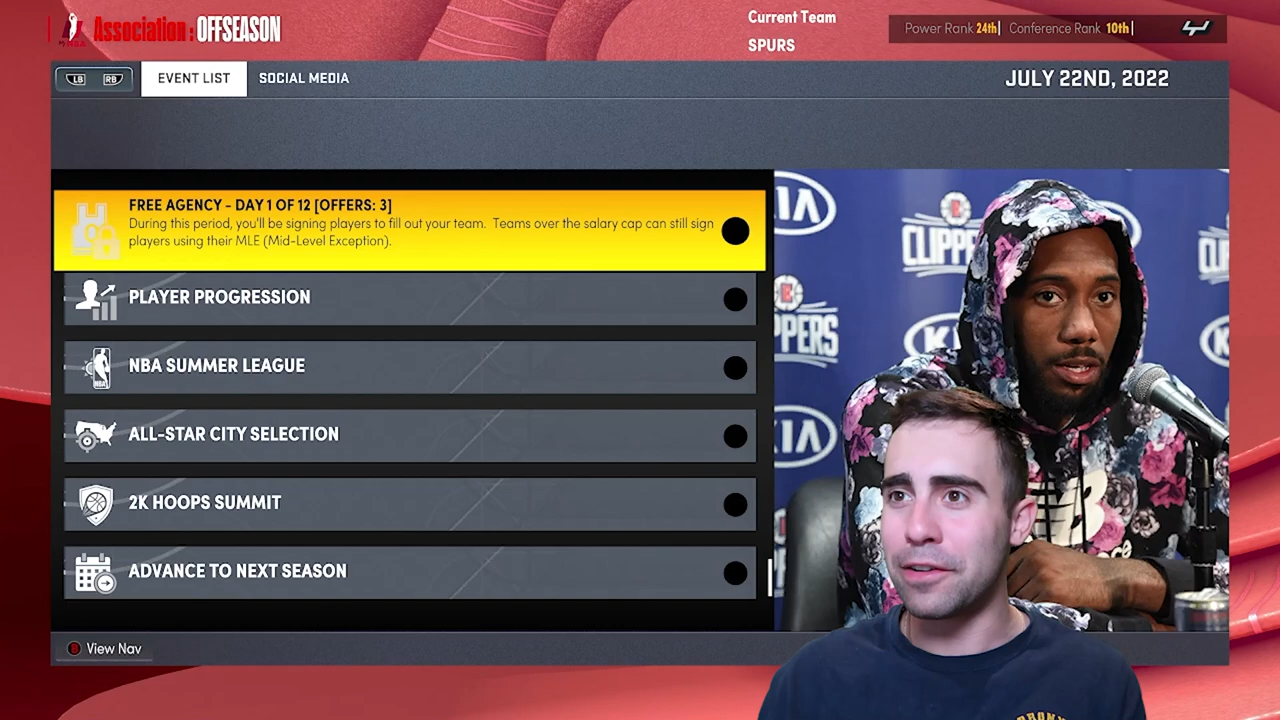 Association: OFFSEASON
Current Team
SPURS
Power Rank 24th| Conference Rank 10th|
LB RB EVENT LIST SOCIAL MEDIA JULY 22ND, 2022
FREE AGENCY - DAY 1 OF 12 [OFFERS: 3]
During this period, you'll be signing players to fill out your team. Teams over the salary cap can still sign
players using their MLE (Mid-Level Exception).
PLAYER PROGRESSION
NBA SUMMER LEAGUE
ALL-STAR CITY SELECTION
2K HOOPS SUMMIT
ADVANCE TO NEXT SEASON
B View Nav
KIA
CLIPPE
PPERS
KIA